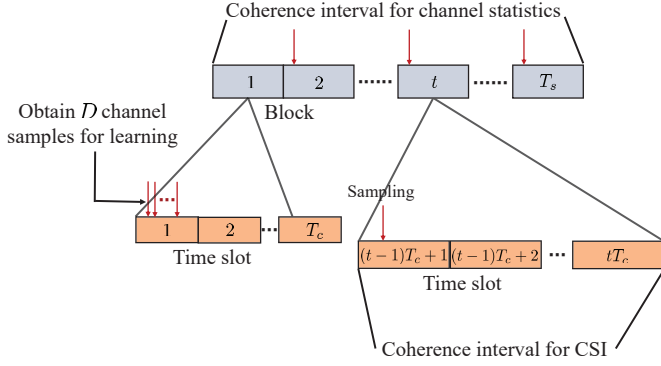 Coherence interval for channel statistics
1 2 ...... t ...... T_s
Block
Obtain D channel
samples for learning
Sampling
1 2 ... T_c
Time slot
(t−1)T_c+1 (t−1)T_c+2 ... tT_c
Time slot
Coherence interval for CSI